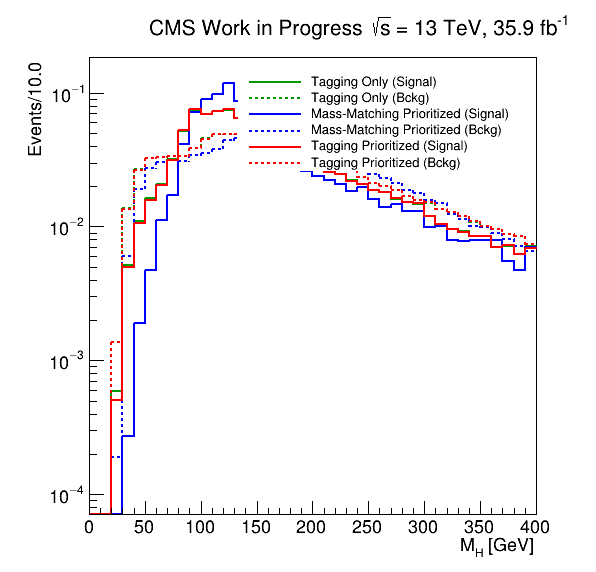 CMS Work in Progress √s = 13 TeV, 35.9 fb⁻¹
Events/10.0
10⁻¹
10⁻²
10⁻³
10⁻⁴
Tagging Only (Signal)
Tagging Only (Bckg)
Mass-Matching Prioritized (Signal)
Mass-Matching Prioritized (Bckg)
Tagging Prioritized (Signal)
Tagging Prioritized (Bckg)
0 50 100 150 200 250 300 350 400
M_H [GeV]